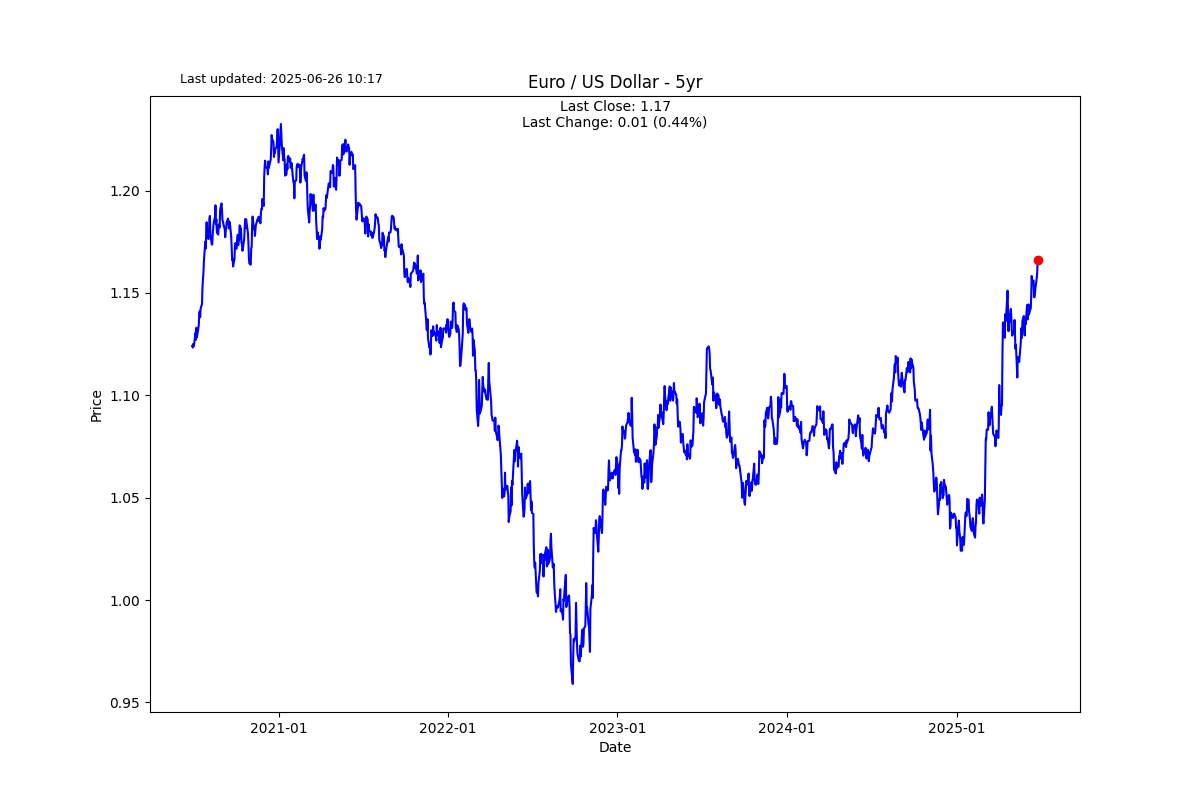 Last updated: 2025-06-26 10:17
Euro / US Dollar - 5yr
Last Close: 1.17
Last Change: 0.01 (0.44%)
1.20
1.15
1.10
1.05
1.00
0.95
Price
2021-01
2022-01
2023-01
2024-01
2025-01
Date